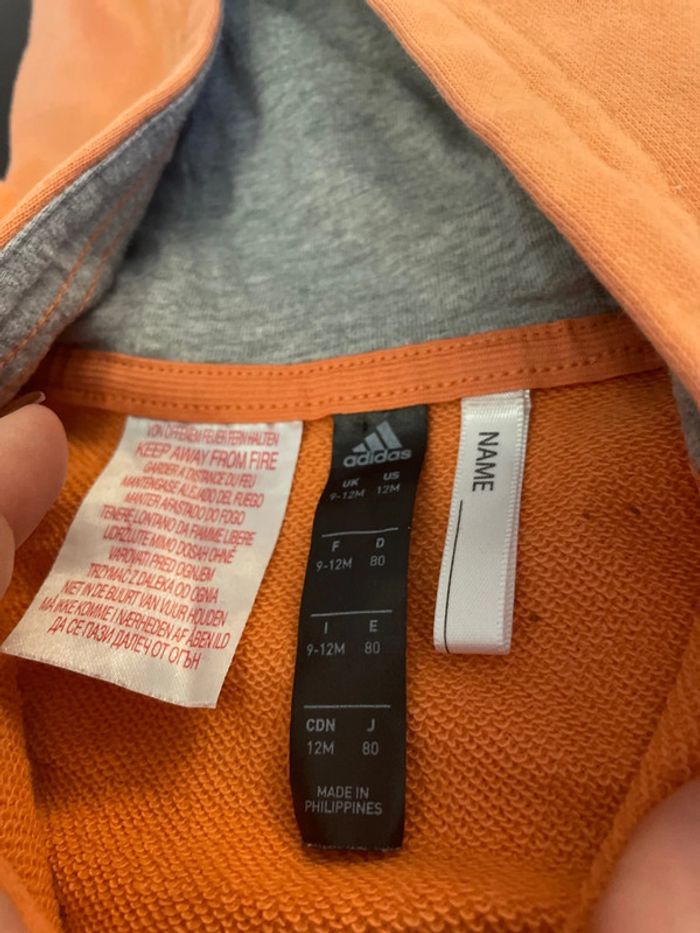 VON OFFENEM FEUER FERN HALTEN
KEEP AWAY FROM FIRE
GARDER A DISTANCE DU FEU
MANTENGASE ALEJADO DEL FUEGO
MANTER AFASTADO DO FOGO
TENERE LONTANO DA FIAMME LIBERE
UDRŽUJTE MIMO DOSAH OHNĚ
VAROVATI PRED OGNJEM
TRZYMAĆ Z DALEKA OD OGNIA
NIET IN DE BUURT VAN VUUR HOUDEN
MA IKKE KOMME I NÆRHEDEN AF ÅBEN ILD
ДА СЕ ПАЗИ ДАЛЕЧ ОТ ОГЪН
adidas
UK US
9-12M 12M
F D
9-12M 80
I E
9-12M 80
CDN J
12M 80
MADE IN
PHILIPPINES
NAME